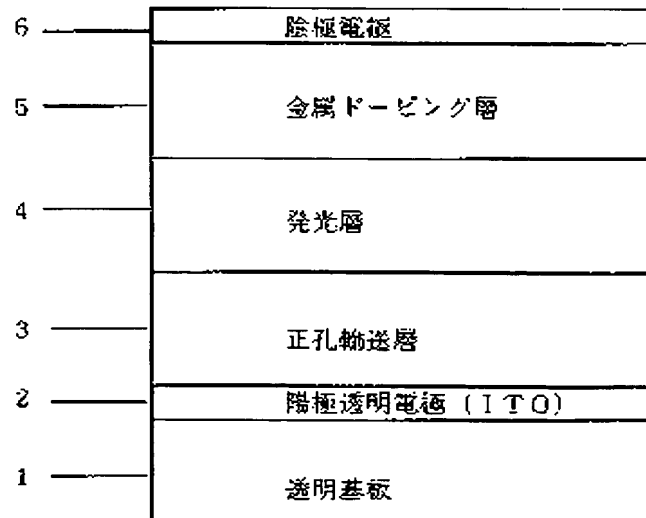 6 陰極電極
5 金属ドーピング層
4 発光層
3 正孔輸送層
2 陽極透明電極（ＩＴＯ）
1 透明基板